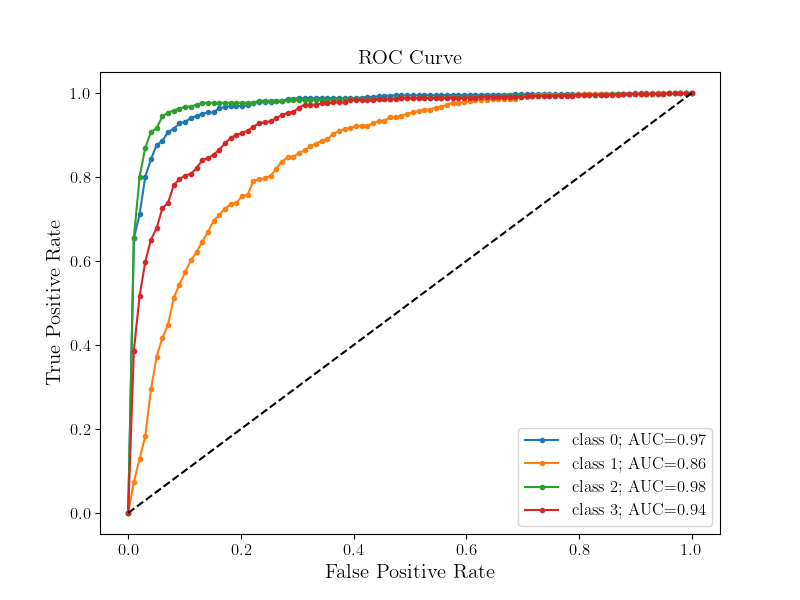 ROC Curve
True Positive Rate
1.0
0.8
0.6
0.4
0.2
0.0
class 0; AUC=0.97
class 1; AUC=0.86
class 2; AUC=0.98
class 3; AUC=0.94
0.0 0.2 0.4 0.6 0.8 1.0
False Positive Rate